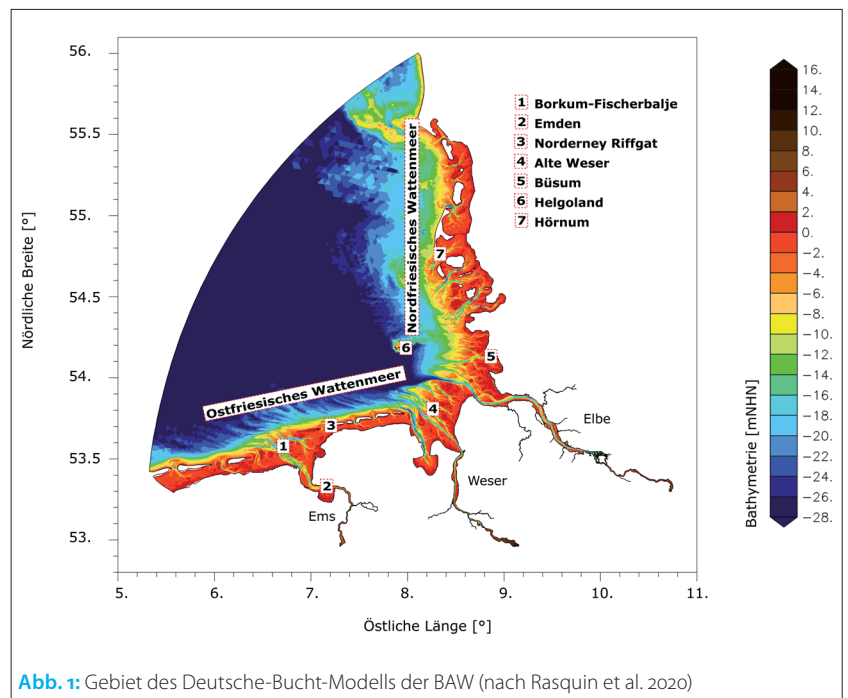 56.
55.5
55.
54.5
54.
53.5
53.
Nördliche Breite [°]
5.
6.
7.
8.
9.
10.
11.
Östliche Länge [°]
1 Borkum-Fischerbalje
2 Emden
3 Norderney Riffgat
4 Alte Weser
5 Büsum
6 Helgoland
7 Hörnum
Nordfriesisches Wattenmeer
Ostfriesisches Wattenmeer
7
6
5
4
3
1
2
Elbe
Weser
Ems
Bathymetrie [mNHN]
16.
14.
12.
10.
8.
6.
4.
2.
0.
−2.
−4.
−6.
−8.
−10.
−12.
−14.
−16.
−18.
−20.
−22.
−24.
−26.
−28.
Abb. 1: Gebiet des Deutsche-Bucht-Modells der BAW (nach Rasquin et al. 2020)